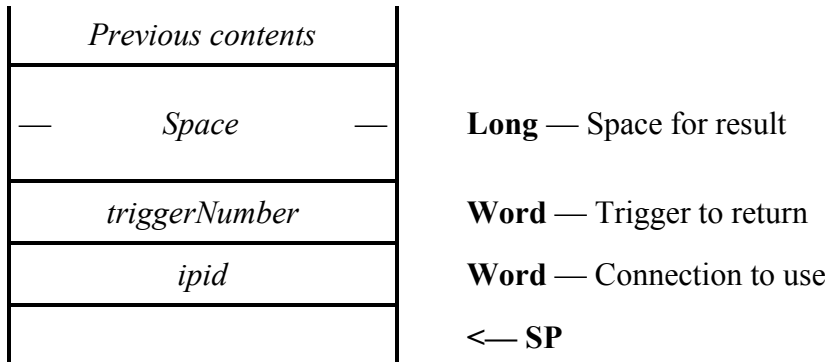 Previous contents
— Space — Long — Space for result
triggerNumber Word — Trigger to return
ipid Word — Connection to use
<— SP